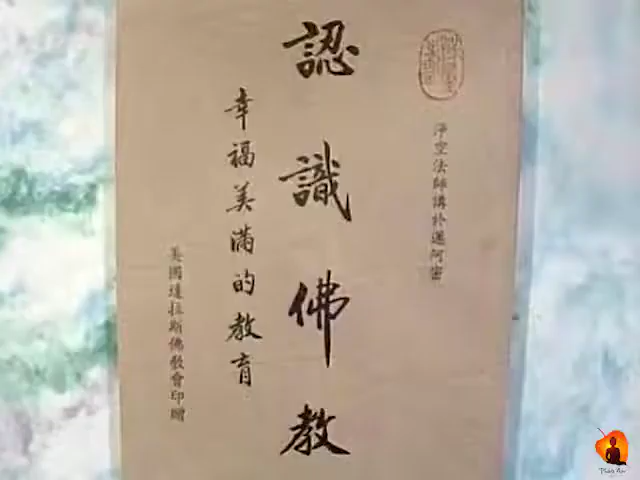 淨空法師講於邁阿密
認識佛教
幸福美滿的教育
美國達拉斯佛教會印贈